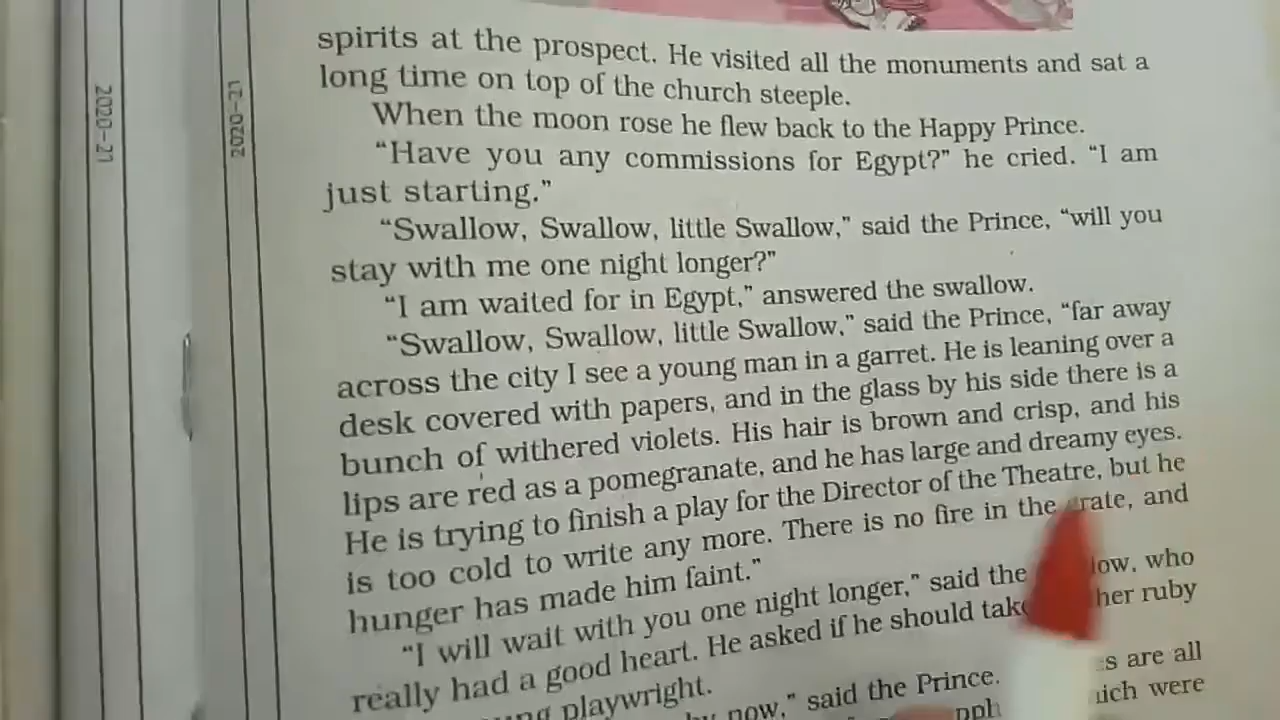 spirits at the prospect. He visited all the monuments and sat a
long time on top of the church steeple.
When the moon rose he flew back to the Happy Prince.
“Have you any commissions for Egypt?” he cried. “I am
just starting.”
“Swallow, Swallow, little Swallow,” said the Prince, “will you
stay with me one night longer?”
“I am waited for in Egypt,” answered the swallow.
“Swallow, Swallow, little Swallow,” said the Prince, “far away
across the city I see a young man in a garret. He is leaning over a
desk covered with papers, and in the glass by his side there is a
bunch of withered violets. His hair is brown and crisp, and his
lips are red as a pomegranate, and he has large and dreamy eyes.
He is trying to finish a play for the Director of the Theatre, but he
is too cold to write any more. There is no fire in the grate, and
hunger has made him faint.”
“I will wait with you one night longer,” said the who
really had a good heart. He asked if he should ruby
playwright.
now,” said the Prince. are all
were
2020-21
2020-21